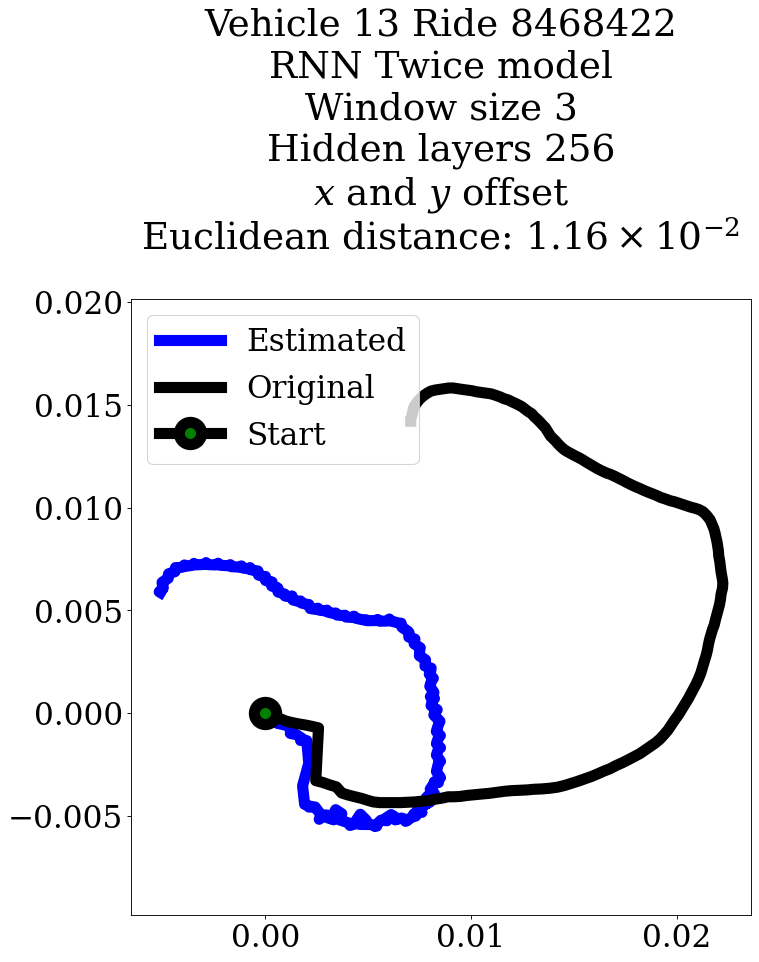 Vehicle 13 Ride 8468422
RNN Twice model
Window size 3
Hidden layers 256
x and y offset
Euclidean distance: 1.16 × 10⁻²
0.020
0.015
0.010
0.005
0.000
−0.005
Estimated
Original
Start
0.00 0.01 0.02